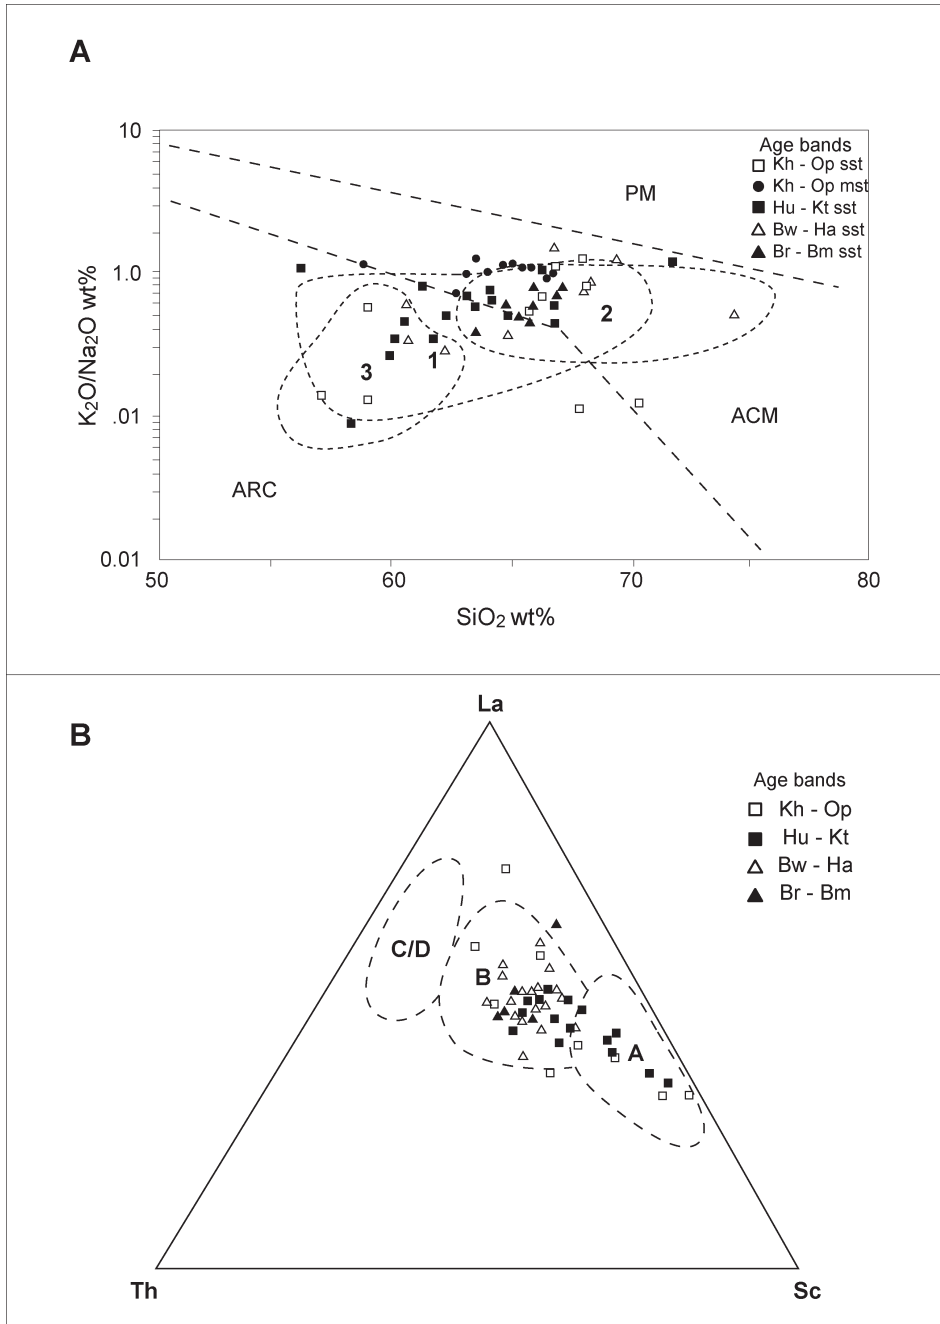 A
10
1.0
.01
0.01
K2O/Na2O wt%
50
60
70
80
SiO2 wt%
Age bands
Kh - Op sst
Kh - Op mst
Hu - Kt sst
Bw - Ha sst
Br - Bm sst
PM
2
1
3
ACM
ARC
B
La
Age bands
Kh - Op
Hu - Kt
Bw - Ha
Br - Bm
C/D
B
A
Th
Sc